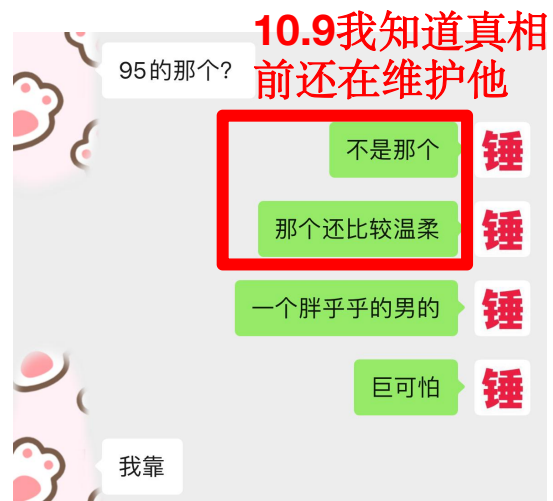 10.9我知道真相
前还在维护他
95的那个?
不是那个
锤
那个还比较温柔
锤
一个胖乎乎的男的
锤
巨可怕
锤
我靠